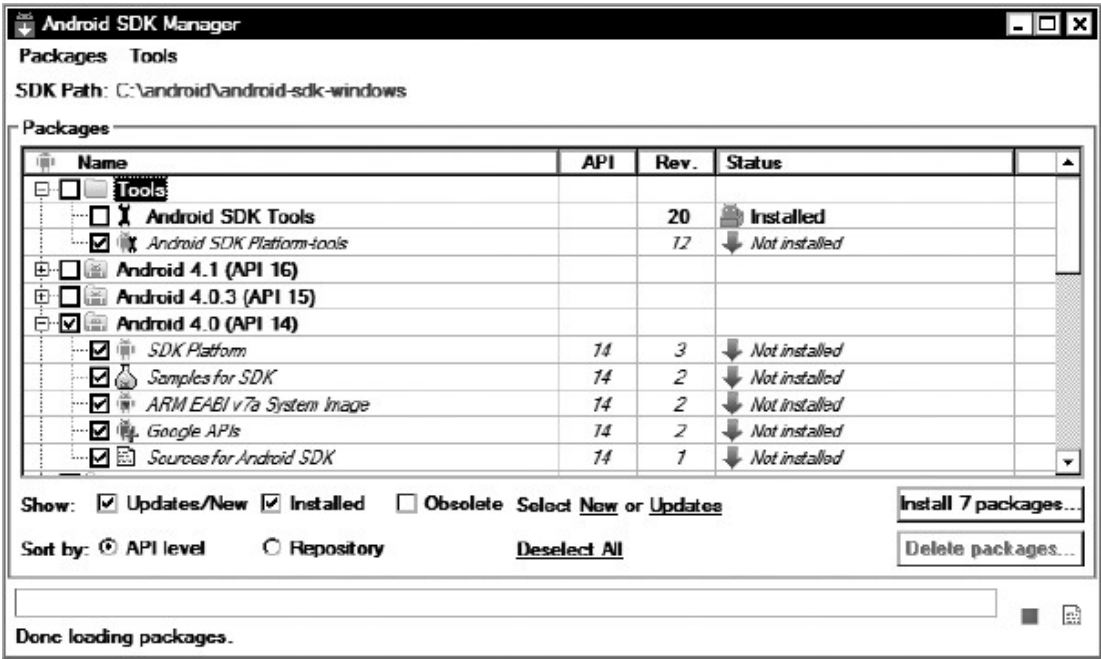 Android SDK Manager
Packages Tools
SDK Path: C:\android\android-sdk-windows
Packages
Name API Rev. Status
Tools
Android SDK Tools 20 Installed
Android SDK Platform-tools 12 Not installed
Android 4.1 (API 16)
Android 4.0.3 (API 15)
Android 4.0 (API 14)
SDK Platform 14 3 Not installed
Samples for SDK 14 2 Not installed
ARM EABI v7a System Image 14 2 Not installed
Google APIs 14 2 Not installed
Sources for Android SDK 14 1 Not installed
Show: Updates/New Installed Obsolete Select New or Updates Install 7 packages...
Sort by: API level Repository Deselect All Delete packages...
Done loading packages.